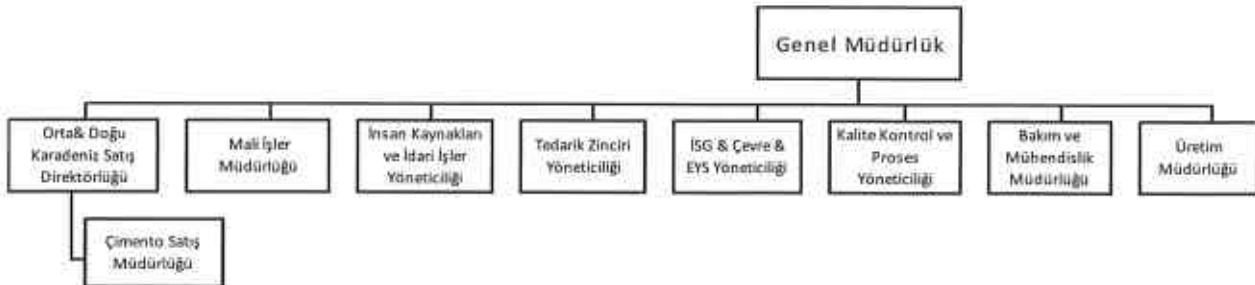 Genel Müdürlük
Orta& Doğu
Karadeniz Satış
Direktörlüğü
Mali İşler
Müdürlüğü
İnsan Kaynakları
ve İdari İşler
Yöneticiliği
Tedarik Zinciri
Yöneticiliği
İSG & Çevre &
EYS Yöneticiliği
Kalite Kontrol ve
Proses
Yöneticiliği
Bakım ve
Mühendislik
Müdürlüğü
Üretim
Müdürlüğü
Çimento Satış
Müdürlüğü